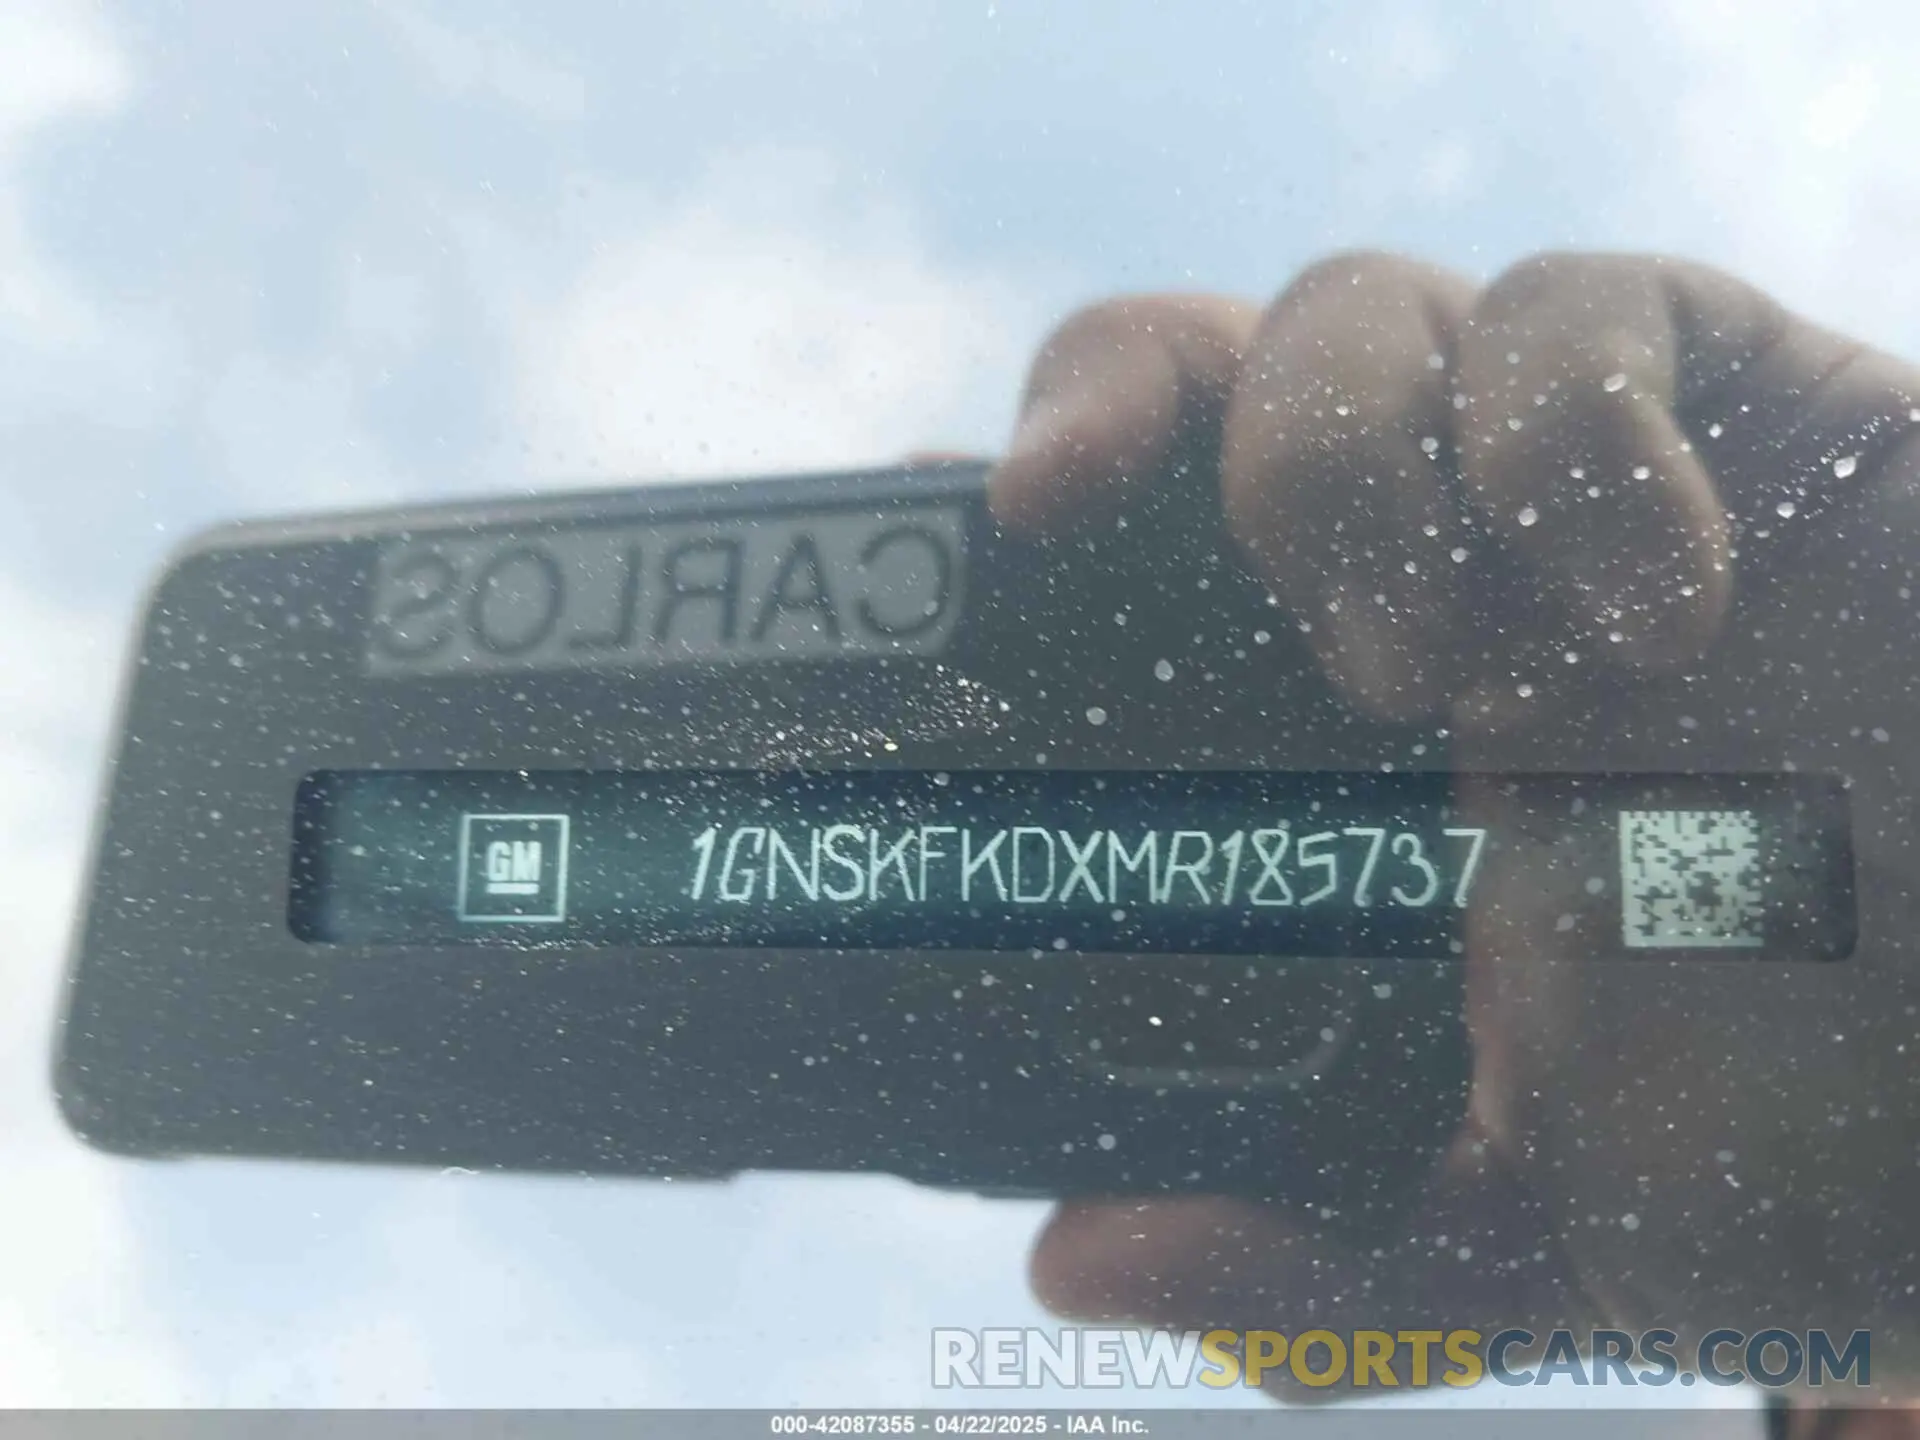 CARLOS
GM 1GNSKFKDXMR185737
RENEWSPORTSCARS.COM
000-42087355 - 04/22/2025 - IAA Inc.